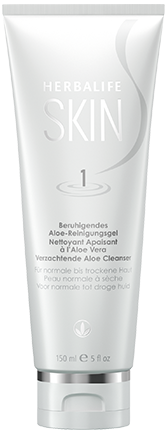 HERBALIFE
SKIN
1
Beruhigendes
Aloe-Reinigungsgel
Nettoyant Apaisant
à l'Aloe Vera
Verzachtende Aloe Cleanser
Für normale bis trockene Haut
Peau normale à sèche
Voor normale tot droge huid
150 ml ℮ 5 fl oz